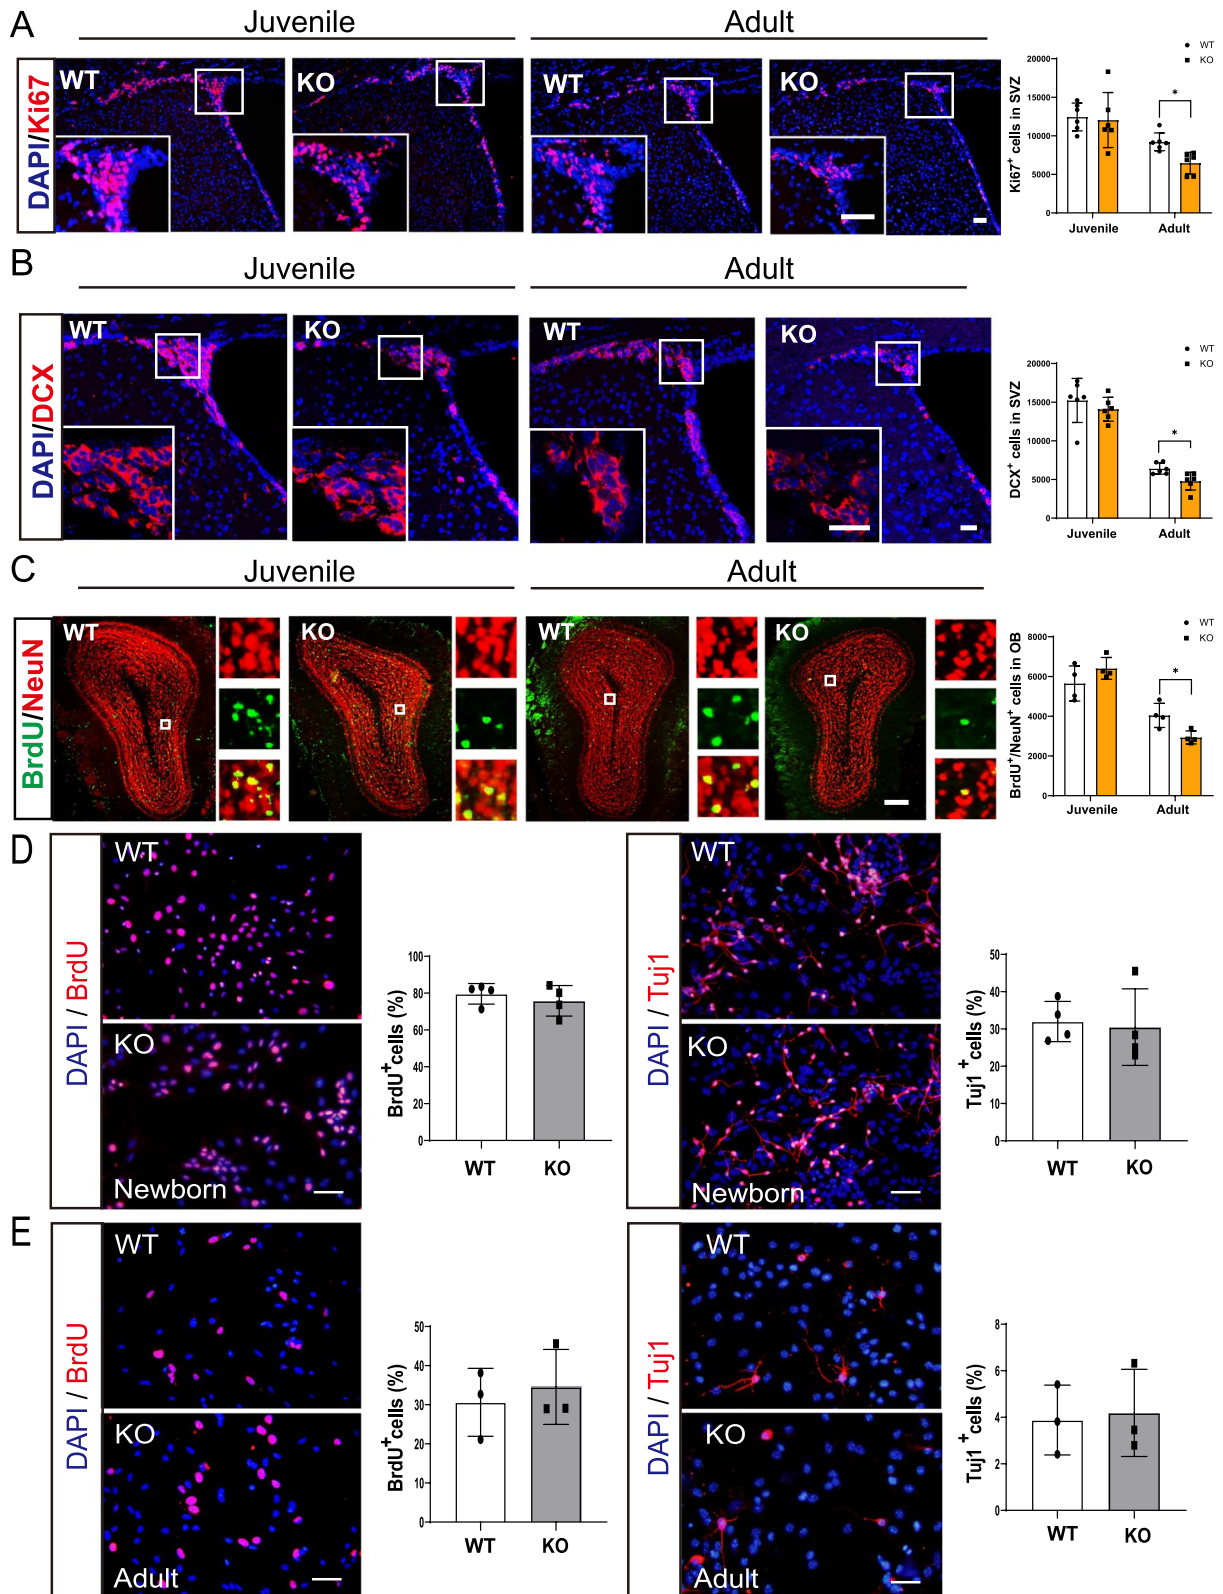 A
Juvenile
Adult
DAPI/Ki67
WT
KO
WT
KO
Ki67+ cells in SVZ
20000
15000
10000
5000
0
WT
KO
*
Juvenile
Adult
B
Juvenile
Adult
DAPI/DCX
WT
KO
WT
KO
DCX+ cells in SVZ
20000
15000
10000
5000
0
WT
KO
*
Juvenile
Adult
C
Juvenile
Adult
BrdU/NeuN
WT
KO
WT
KO
BrdU+/NeuN+ cells in OB
8000
6000
4000
2000
0
WT
KO
*
Juvenile
Adult
D
DAPI / BrdU
WT
KO
Newborn
BrdU+cells (%)
100
80
60
40
20
0
WT
KO
DAPI / Tuj1
WT
KO
Newborn
Tuj1 +cells (%)
50
40
30
20
10
0
WT
KO
E
DAPI / BrdU
WT
KO
Adult
BrdU+cells (%)
50
40
30
20
10
0
WT
KO
DAPI / Tuj1
WT
KO
Adult
Tuj1 +cells (%)
8
6
4
2
0
WT
KO